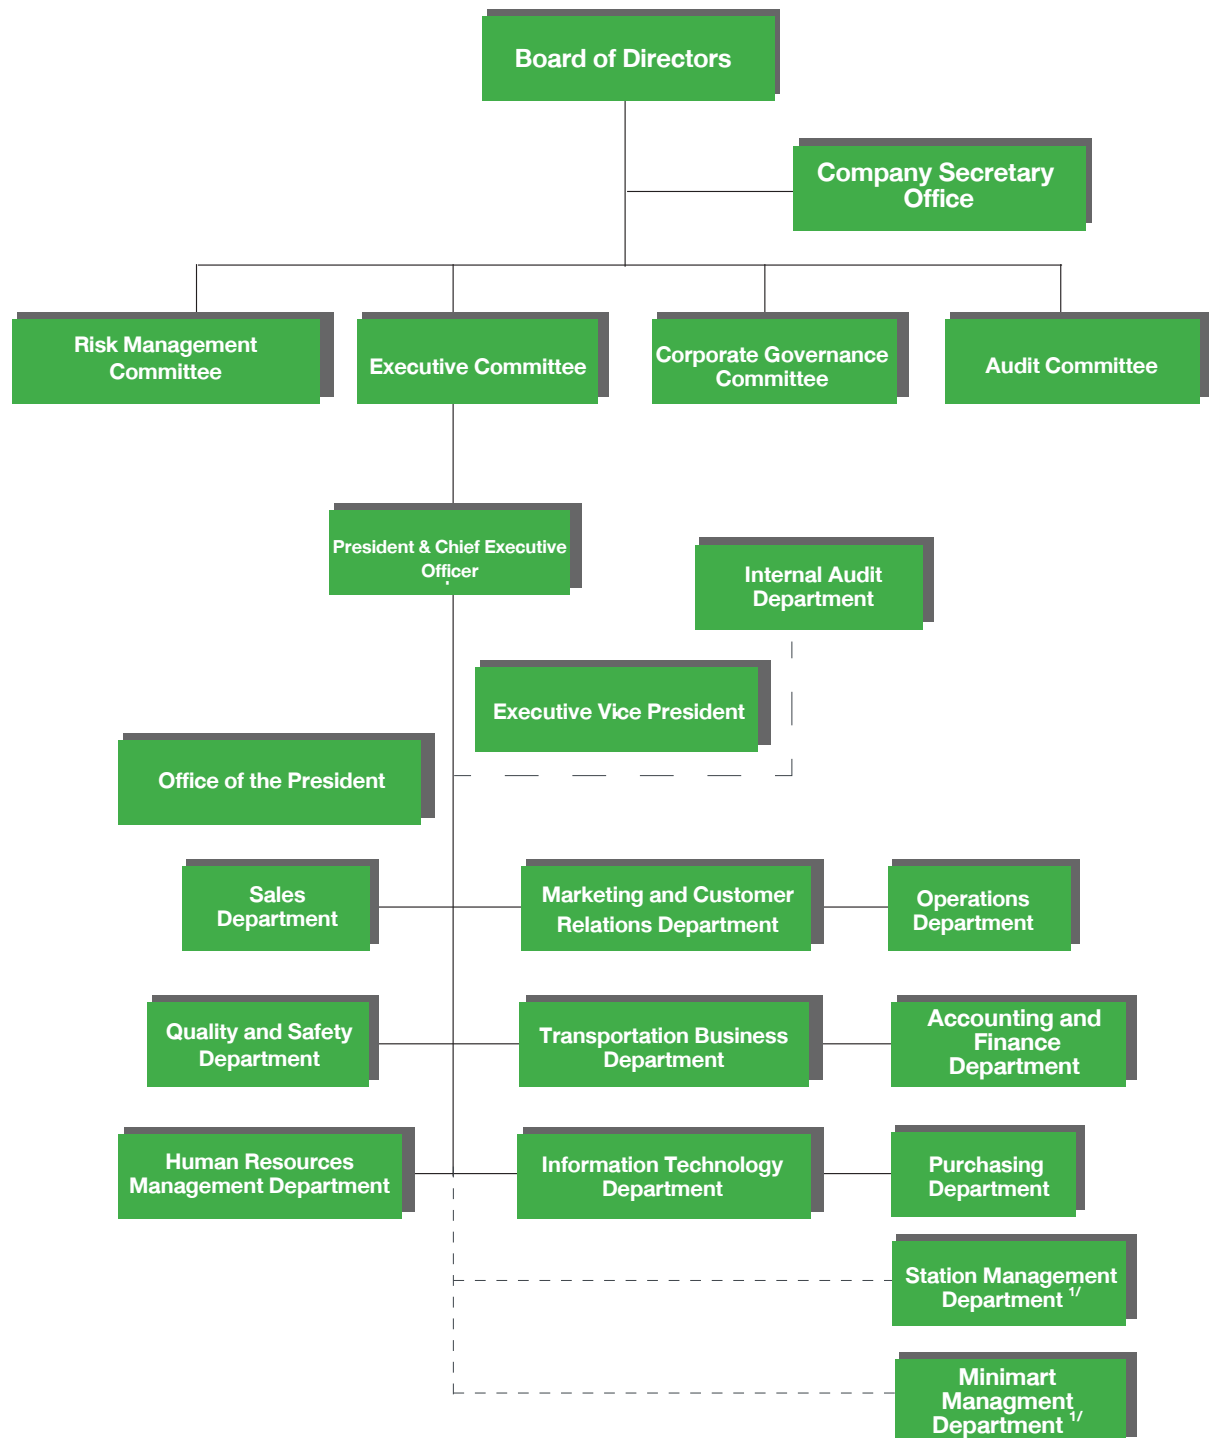 Board of Directors
Company Secretary
Office
Risk Management
Committee
Executive Committee
Corporate Governance
Committee
Audit Committee
President & Chief Executive
Officer
Internal Audit
Department
Executive Vice President
Office of the President
Sales
Department
Marketing and Customer
Relations Department
Operations
Department
Quality and Safety
Department
Transportation Business
Department
Accounting and
Finance
Department
Human Resources
Management Department
Information Technology
Department
Purchasing
Department
Station Management
Department 1/
Minimart
Managment
Department 1/